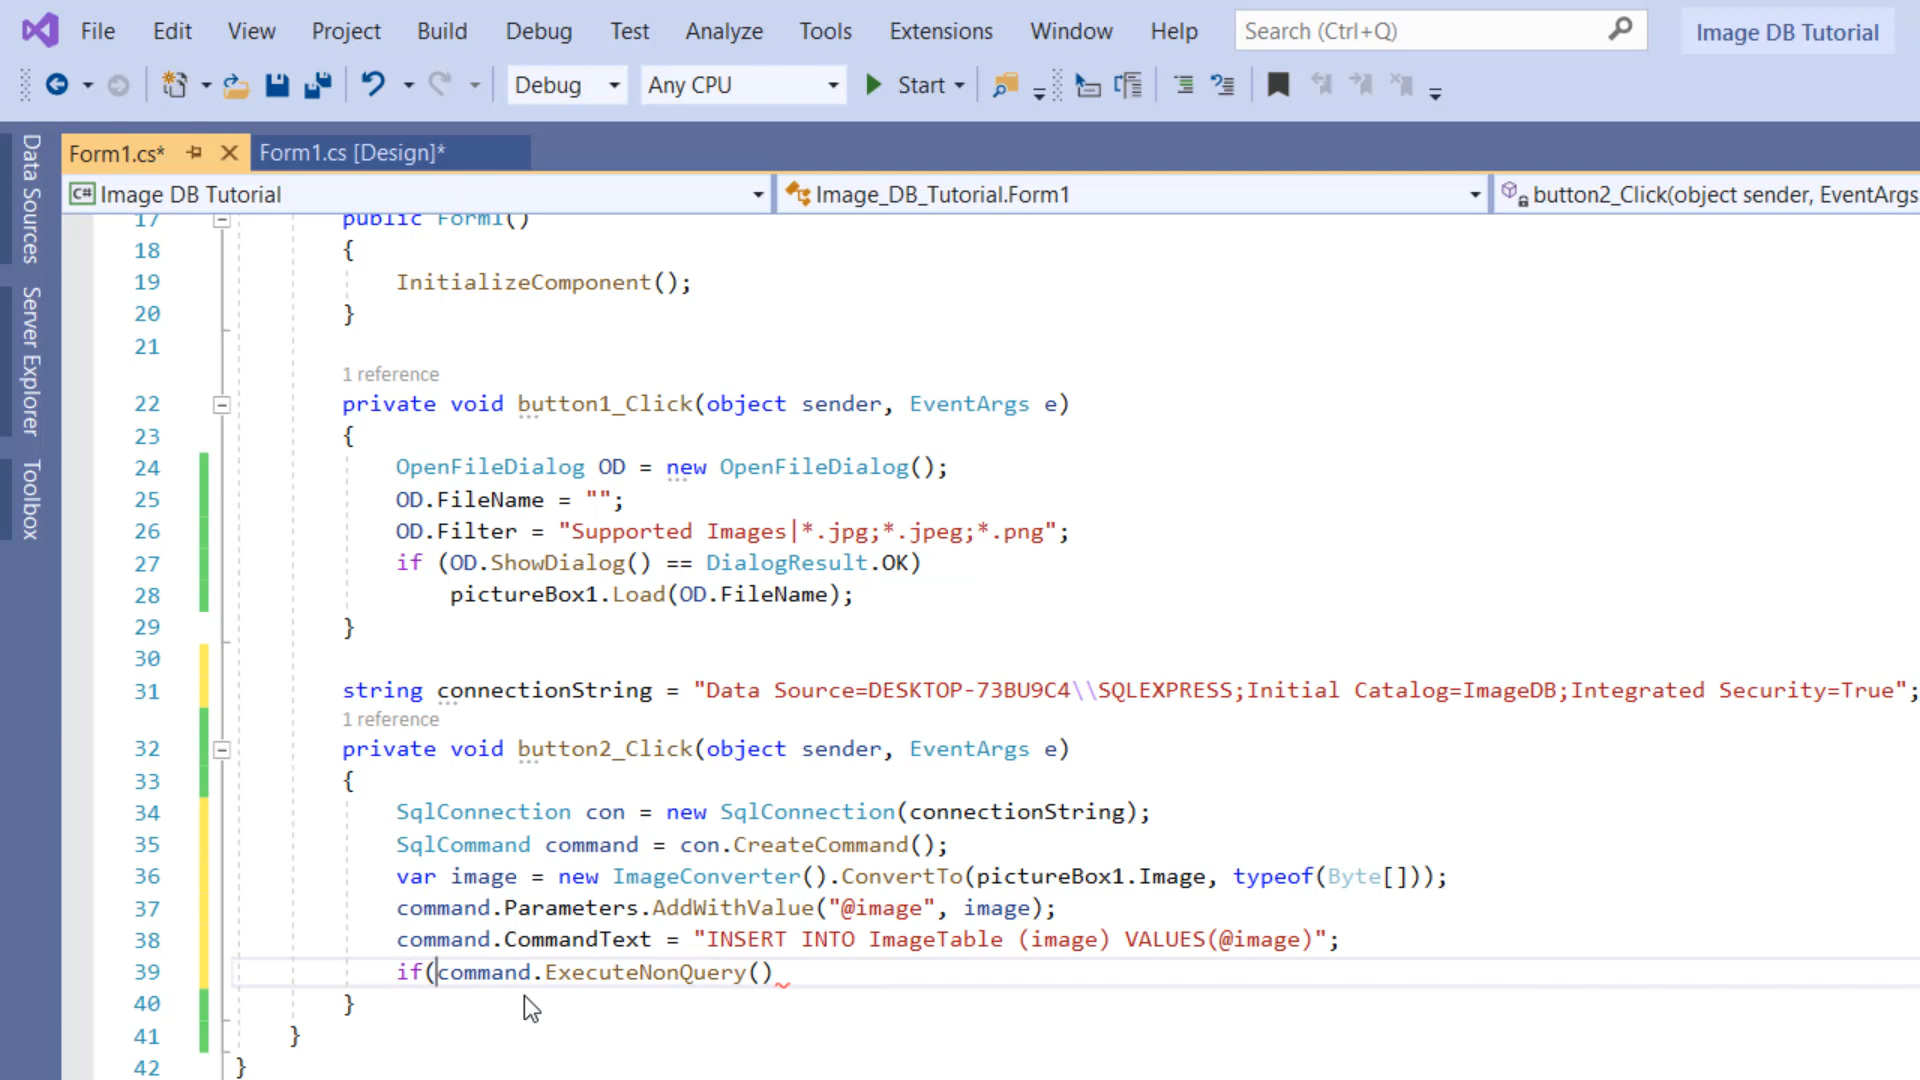 File Edit View Project Build Debug Test Analyze Tools Extensions Window Help Search (Ctrl+Q) Image DB Tutorial
Debug Any CPU Start
Data Sources
Server Explorer
Toolbox
Form1.cs* Form1.cs [Design]*
C# Image DB Tutorial Image_DB_Tutorial.Form1 button2_Click(object sender, EventArgs
17 public Form1()
18 {
19 InitializeComponent();
20 }
21
1 reference
22 private void button1_Click(object sender, EventArgs e)
23 {
24 OpenFileDialog OD = new OpenFileDialog();
25 OD.FileName = "";
26 OD.Filter = "Supported Images|*.jpg;*.jpeg;*.png";
27 if (OD.ShowDialog() == DialogResult.OK)
28 pictureBox1.Load(OD.FileName);
29 }
30
31 string connectionString = "Data Source=DESKTOP-73BU9C4\\SQLEXPRESS;Initial Catalog=ImageDB;Integrated Security=True";
1 reference
32 private void button2_Click(object sender, EventArgs e)
33 {
34 SqlConnection con = new SqlConnection(connectionString);
35 SqlCommand command = con.CreateCommand();
36 var image = new ImageConverter().ConvertTo(pictureBox1.Image, typeof(Byte[]));
37 command.Parameters.AddWithValue("@image", image);
38 command.CommandText = "INSERT INTO ImageTable (image) VALUES(@image)";
39 if(command.ExecuteNonQuery()
40 }
41 }
42 }